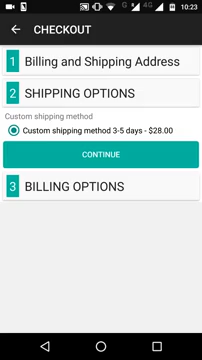 G 4G 10:23
CHECKOUT
1 Billing and Shipping Address
2 SHIPPING OPTIONS
Custom shipping method
Custom shipping method 3-5 days - $28.00
CONTINUE
3 BILLING OPTIONS